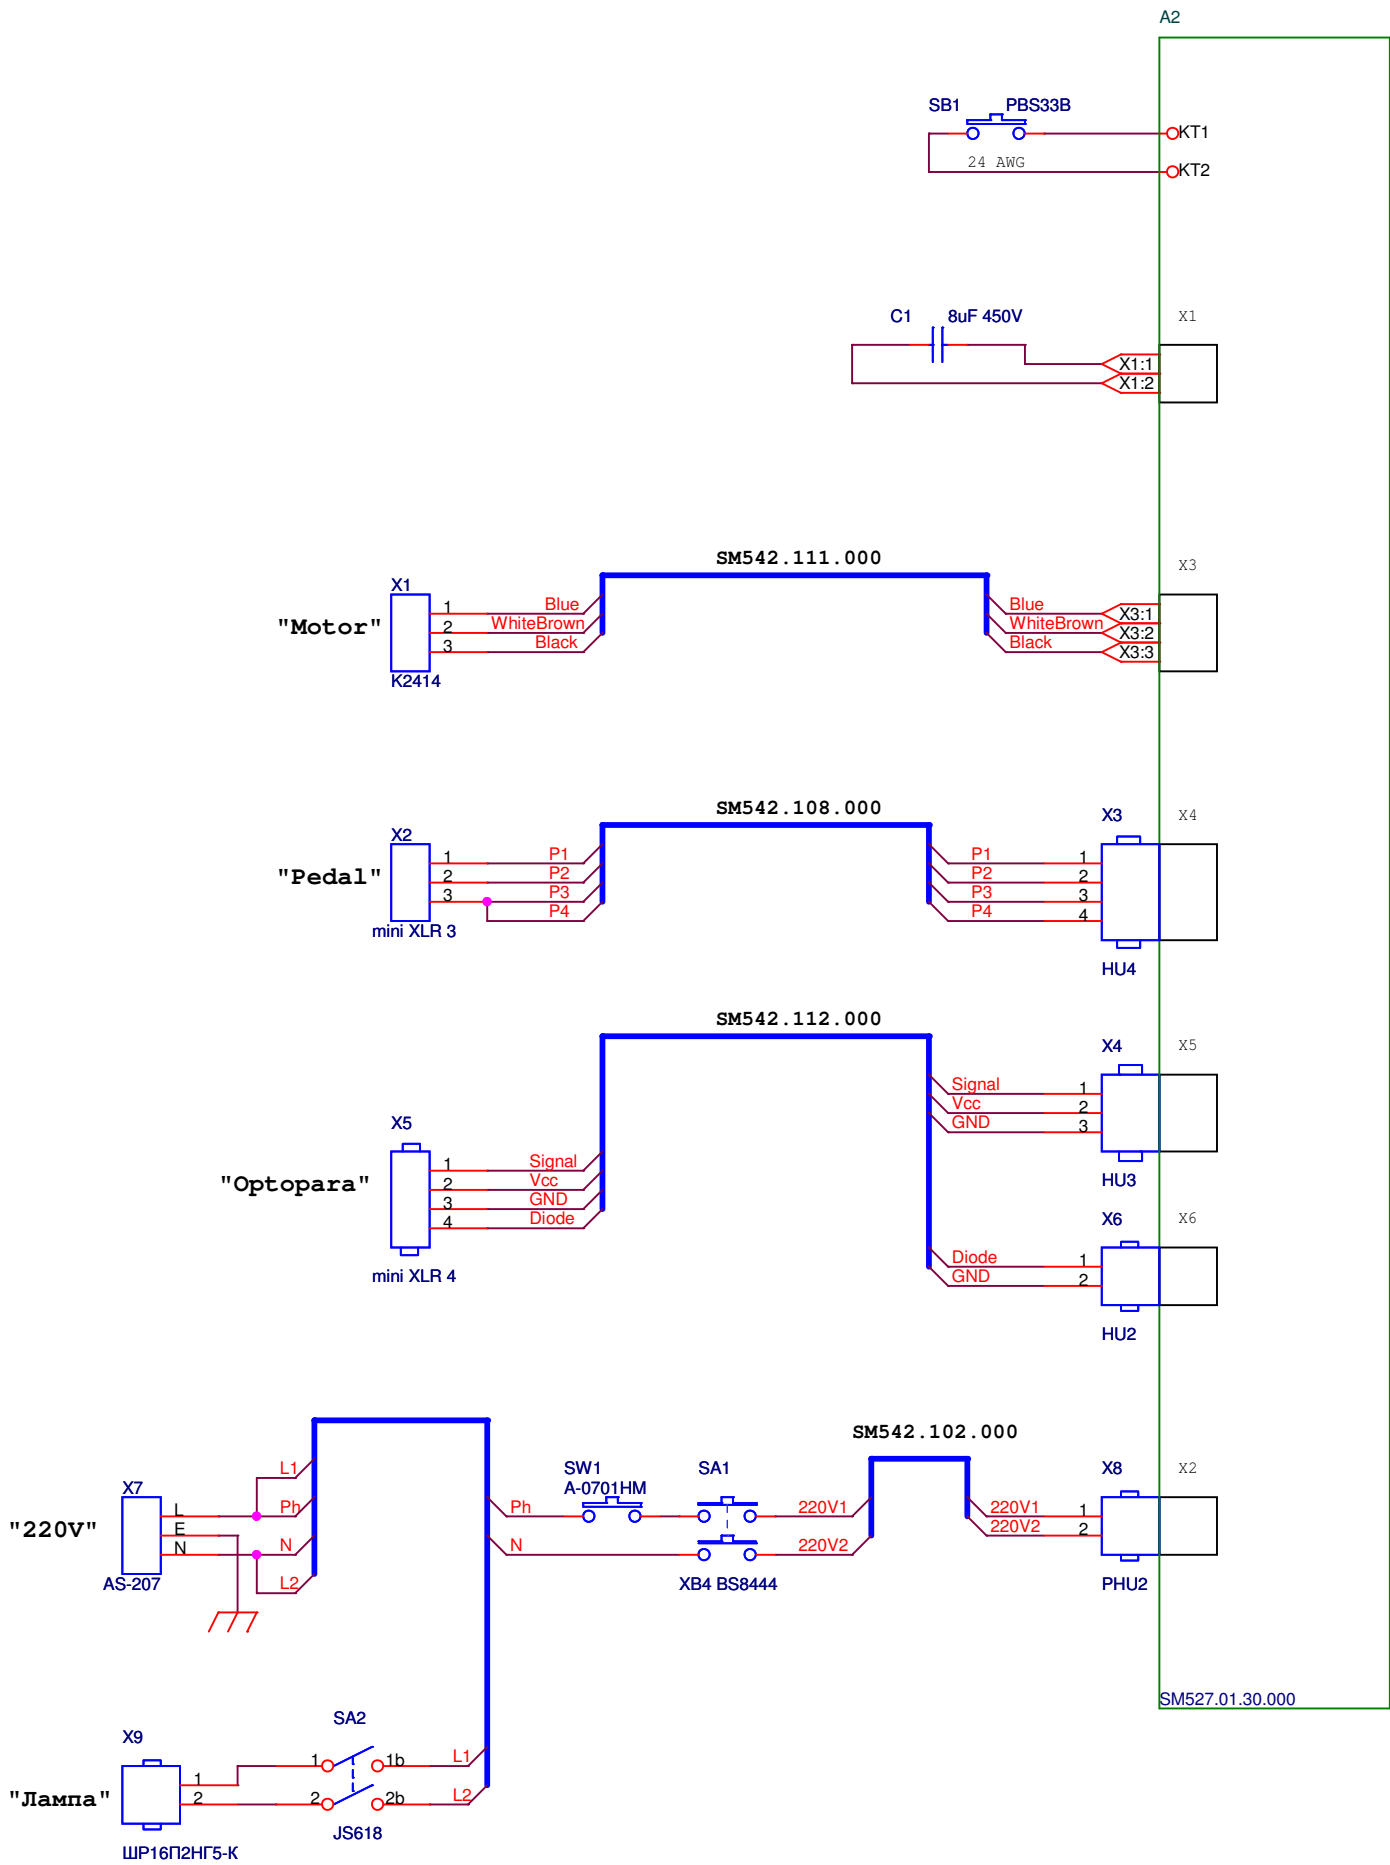 A2
SB1 PBS33B
KT1
24 AWG
KT2
C1 8uF 450V X1
X1:1
X1:2
SM542.111.000
X3
X1
1 Blue Blue
X3:1
"Motor" 2 WhiteBrown WhiteBrown
X3:2
3 Black Black
X3:3
K2414
SM542.108.000
X3 X4
X2
1 P1 P1 1
"Pedal" 2 P2 P2 2
3 P3 P3 3
P4 P4 4
mini XLR 3
HU4
SM542.112.000
X4 X5
Signal 1
Vcc 2
GND 3
X5
1 Signal
HU3
"Optopara" 2 Vcc
3 GND
4 Diode
X6 X6
Diode 1
GND 2
mini XLR 4
HU2
SM542.102.000
L1
SW1 SA1 X8 X2
X7 A-0701HM
L Ph Ph 220V1 220V1 1
"220V" E 220V2 2
N N N 220V2
L2
AS-207 XB4 BS8444 PHU2
SM527.01.30.000
SA2
X9
1 1b L1
1
"Лампа" 2 2 2b L2
JS618
ШР16П2НГ5-К